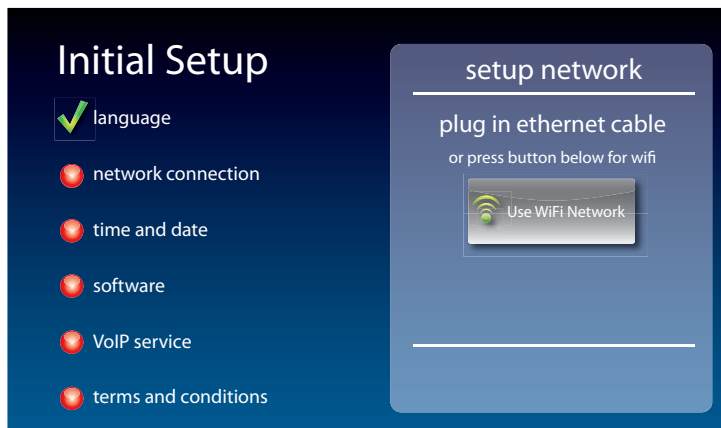 Initial Setup
language
network connection
time and date
software
VoIP service
terms and conditions
setup network
plug in ethernet cable
or press button below for wifi
Use WiFi Network